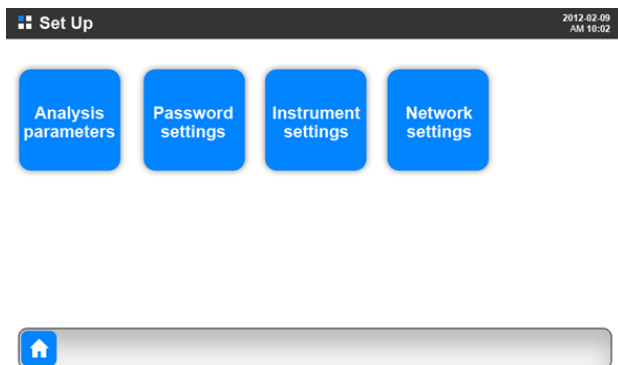 Set Up
2012-02-09
AM 10:02
Analysis
parameters
Password
settings
Instrument
settings
Network
settings